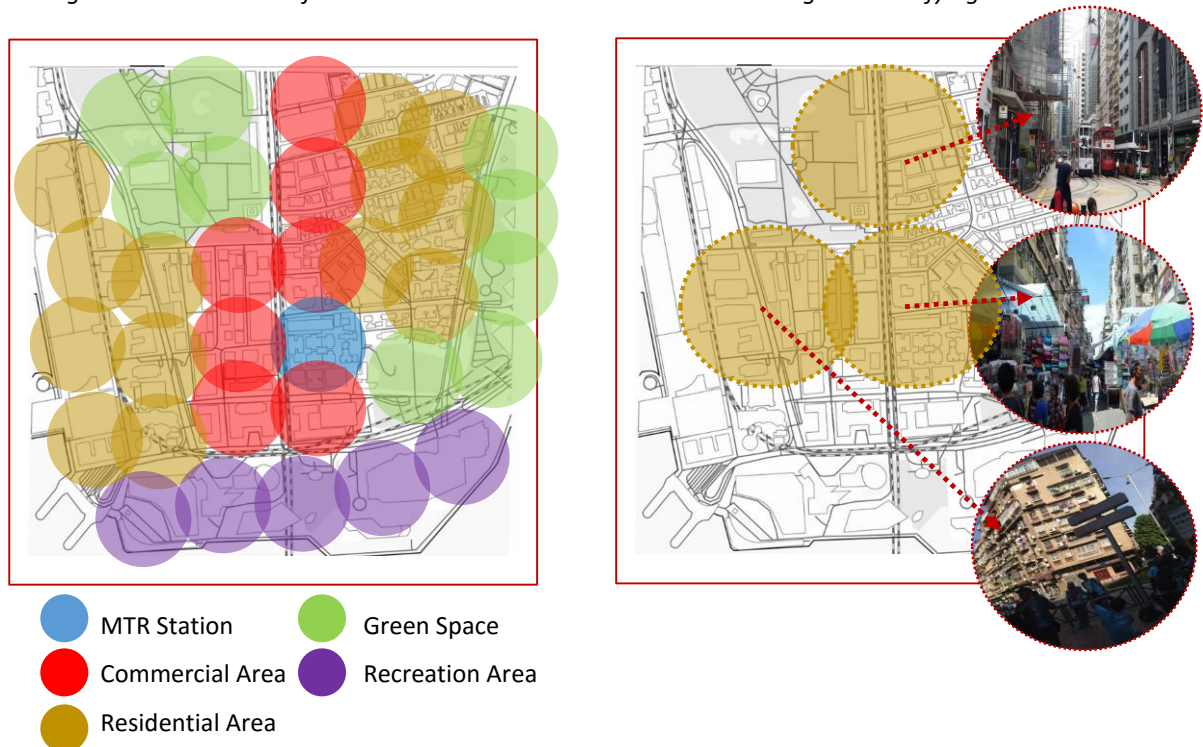 MTR Station
Green Space
Commercial Area
Recreation Area
Residential Area